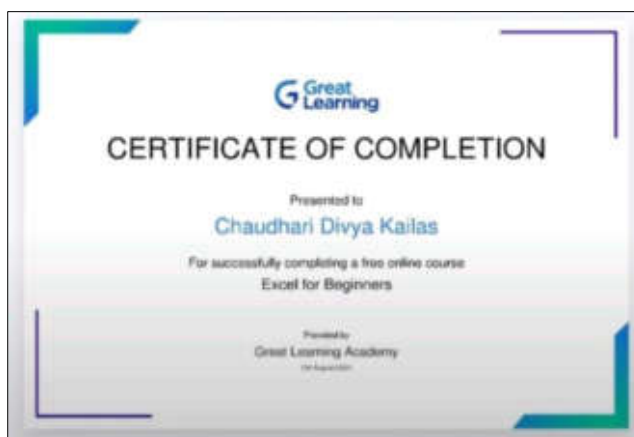 Great
Learning
CERTIFICATE OF COMPLETION
Presented to
Chaudhari Divya Kailas
For successfully completing a free online course
Excel for Beginners
Provided by
Great Learning Academy